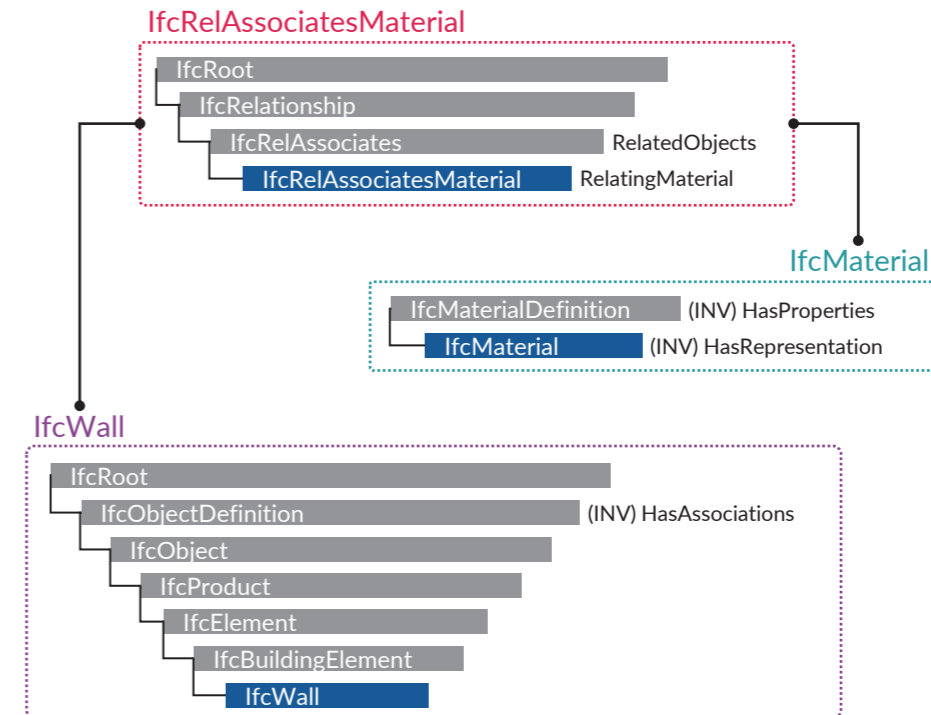 IfcRelAssociatesMaterial
IfcRoot
IfcRelationship
IfcRelAssociates RelatedObjects
IfcRelAssociatesMaterial RelatingMaterial
IfcMaterial
IfcMaterialDefinition (INV) HasProperties
IfcMaterial (INV) HasRepresentation
IfcWall
IfcRoot
IfcObjectDefinition (INV) HasAssociations
IfcObject
IfcProduct
IfcElement
IfcBuildingElement
IfcWall